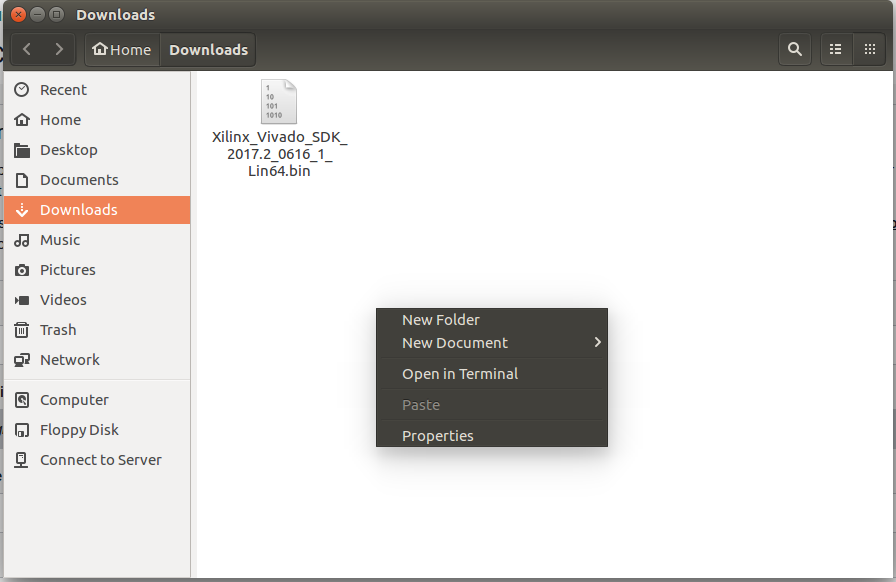 Downloads
Home Downloads
Recent
Home
Desktop
Documents
Downloads
Music
Pictures
Videos
Trash
Network
Computer
Floppy Disk
Connect to Server
1
10
101
1010
Xilinx_Vivado_SDK_
2017.2_0616_1_
Lin64.bin
New Folder
New Document
Open in Terminal
Paste
Properties